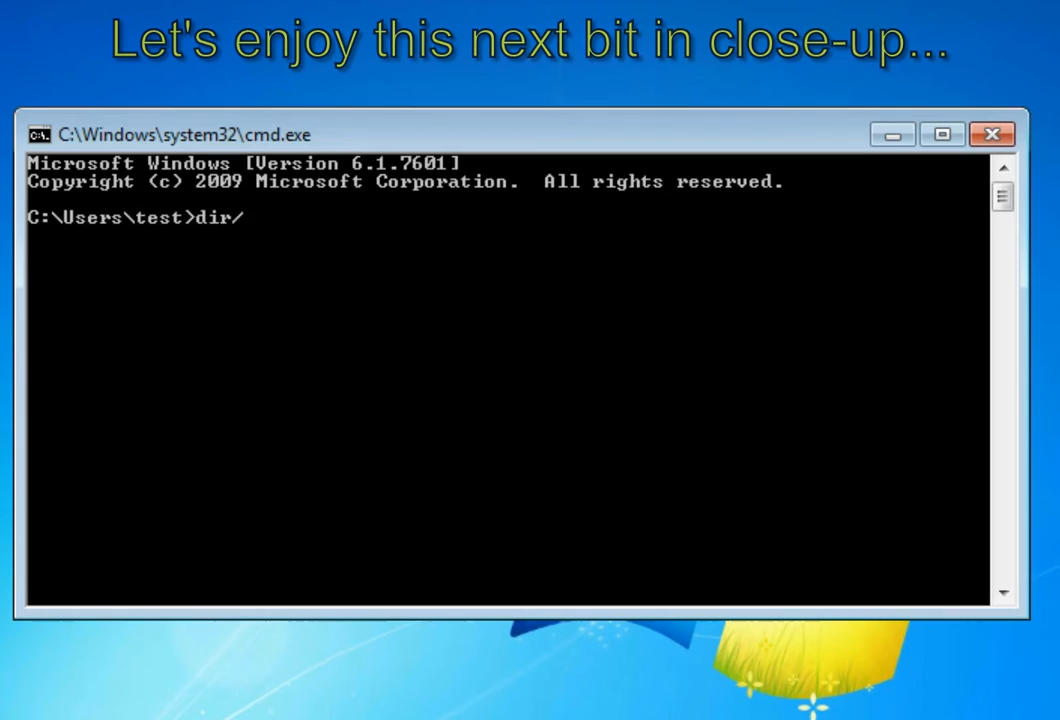 Let's enjoy this next bit in close-up...
C:\Windows\system32\cmd.exe
Microsoft Windows [Version 6.1.7601]
Copyright (c) 2009 Microsoft Corporation.  All rights reserved.
C:\Users\test>dir/